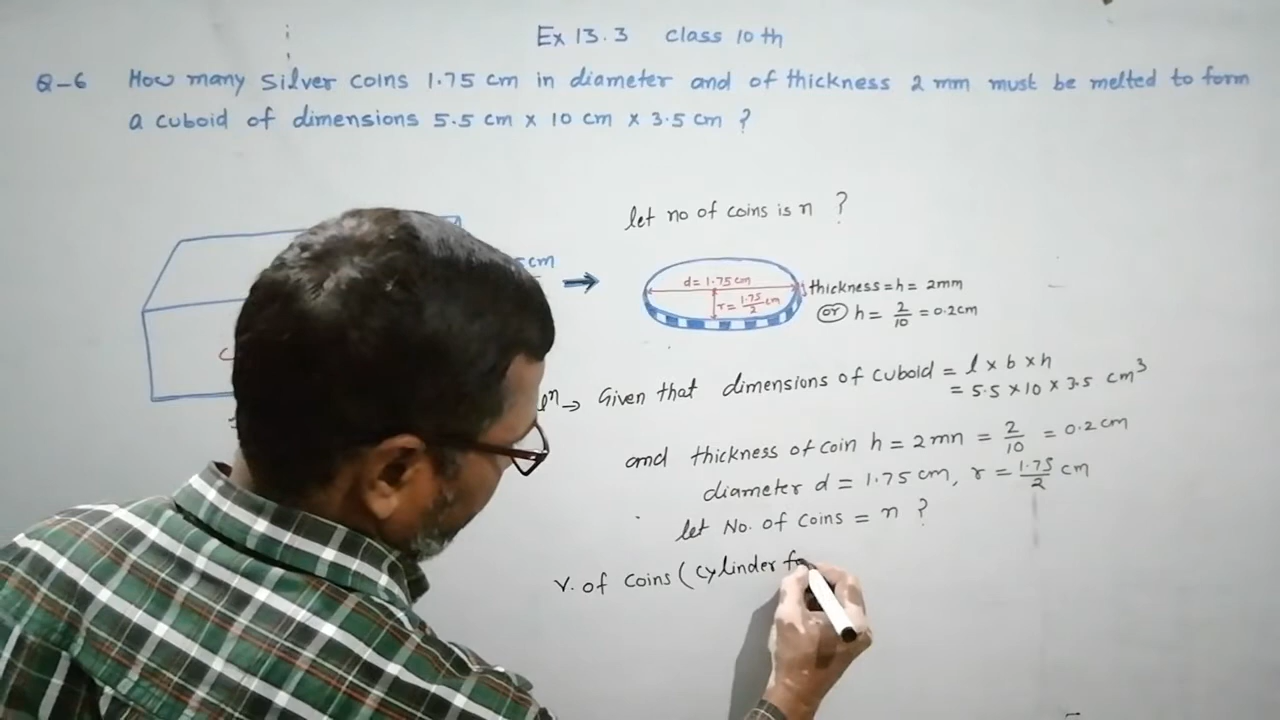 Ex 13.3 class 10 th
Q-6 How many silver coins 1.75 cm in diameter and of thickness 2 mm must be melted to form
a cuboid of dimensions 5.5 cm x 10 cm x 3.5 cm ?
let no of coins is n ?
d= 1.75 cm
r= 1.75/2 cm
thickness = h = 2mm
or h = 2/10 = 0.2cm
→ Given that dimensions of cuboid = l x b x h
= 5.5 x 10 x 3.5 cm³
and thickness of coin h = 2 mn = 2/10 = 0.2 cm
diameter d = 1.75 cm, r = 1.75/2 cm
let No. of coins = n ?
V. of coins (cylinder